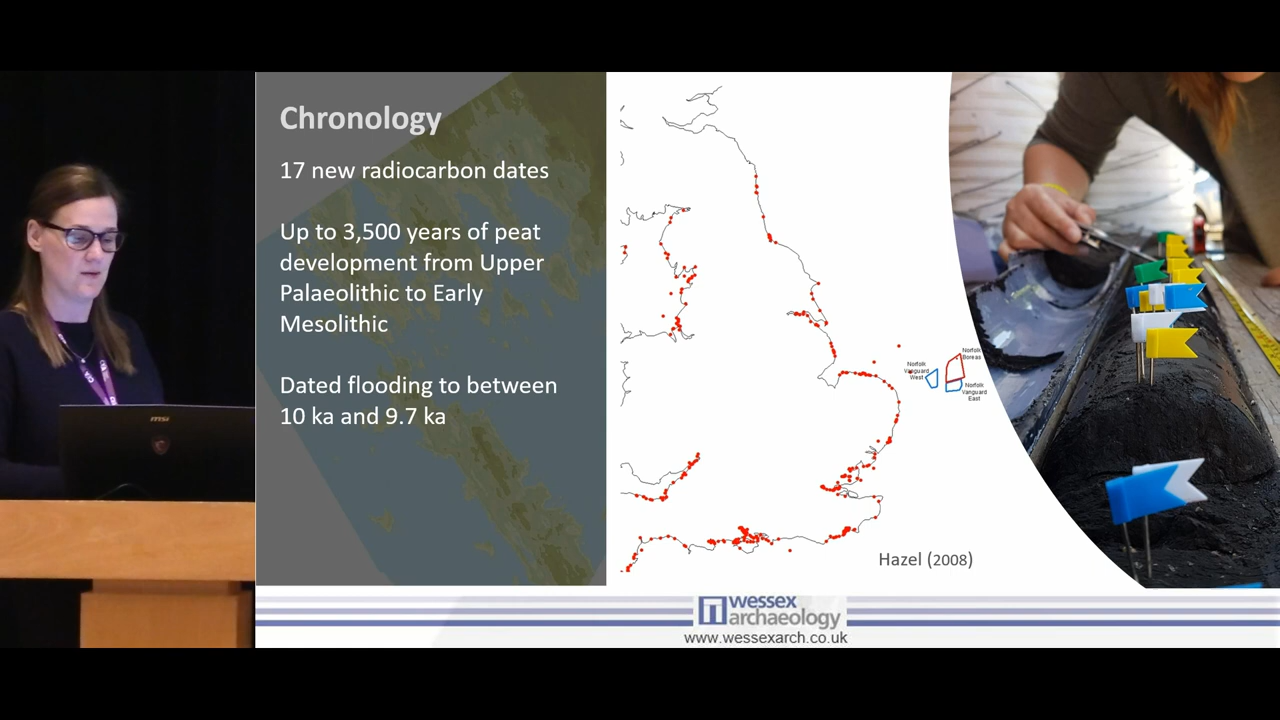 Chronology
17 new radiocarbon dates
Up to 3,500 years of peat
development from Upper
Palaeolithic to Early
Mesolithic
Dated flooding to between
10 ka and 9.7 ka
Norfolk
Boreas
Norfolk
Vanguard
West
Norfolk
Vanguard
East
Hazel (2008)
msi
wessex
archaeology
www.wessexarch.co.uk